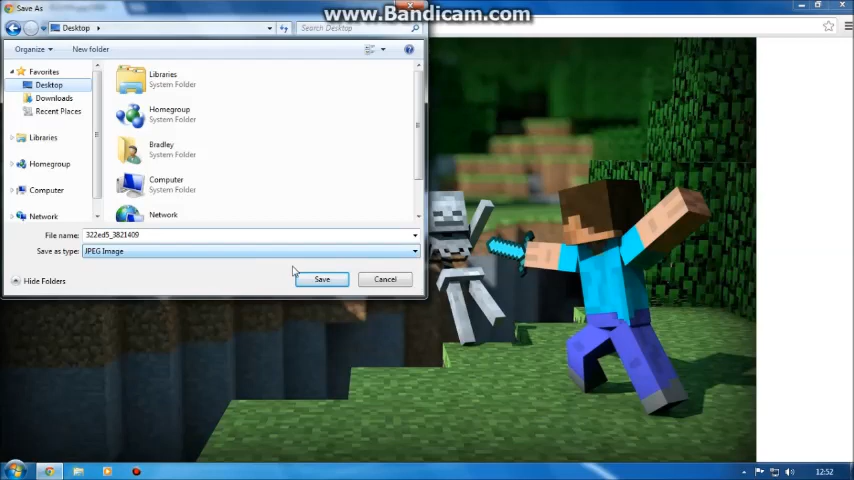 Save As
www.Bandicam.com
Desktop
Search Desktop
Organize
New folder
Favorites
Desktop
Downloads
Recent Places
Libraries
Homegroup
Computer
Network
Libraries
System Folder
Homegroup
System Folder
Bradley
System Folder
Computer
System Folder
Network
File name: 322ed5_3821409
Save as type: JPEG Image
Hide Folders
Save
Cancel
12:52